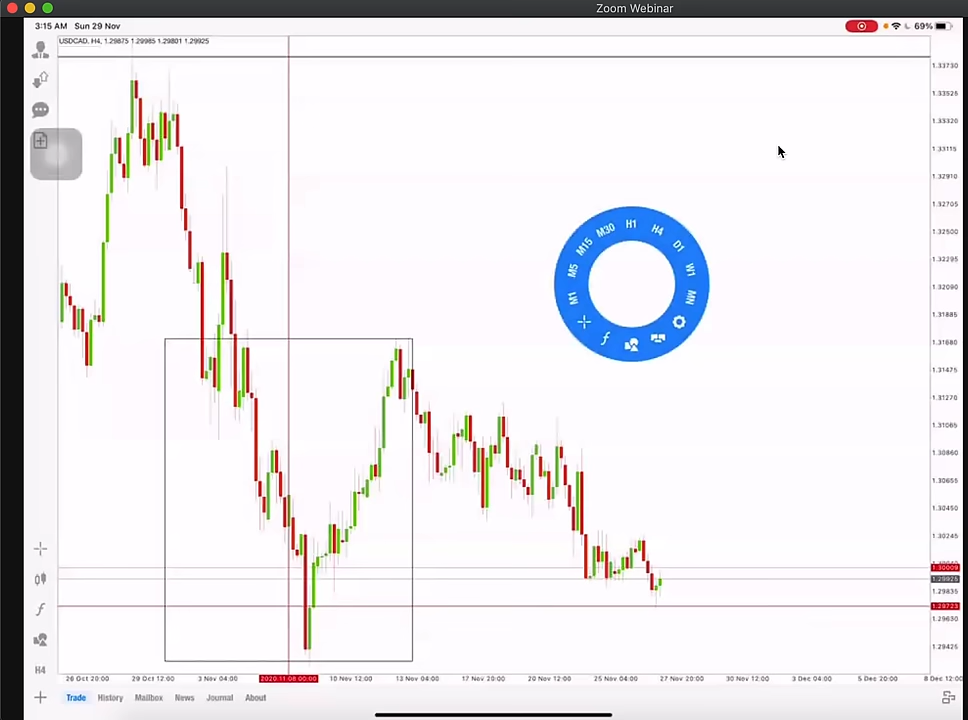 Zoom Webinar
3:15 AM Sun 29 Nov
69%
USDCAD, H4, 1.29875 1.29985 1.29801 1.29925
1.33730
1.33525
1.33320
1.33115
1.32910
1.32705
1.32500
1.32295
1.32090
1.31885
1.31680
1.31475
1.31270
1.31065
1.30860
1.30655
1.30450
1.30245
1.30009
1.29925
1.29835
1.29723
1.29630
1.29425
M1 M5 M15 M30 H1 H4 D1 W1 MN
f
f
H4
26 Oct 20:00 29 Oct 12:00 3 Nov 04:00 2020.11.08 00:00 10 Nov 12:00 13 Nov 04:00 17 Nov 20:00 20 Nov 12:00 25 Nov 04:00 27 Nov 20:00 30 Nov 12:00 3 Dec 04:00 5 Dec 20:00 8 Dec 12:00
Trade History Mailbox News Journal About